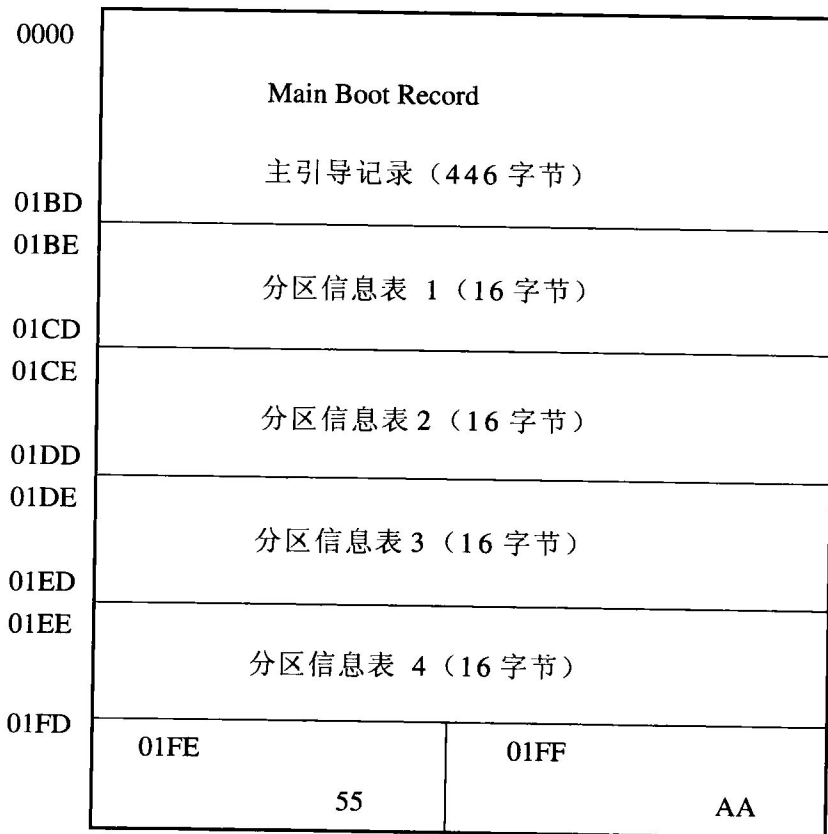 0000
Main Boot Record
主引导记录（446 字节）
01BD
01BE
分区信息表 1（16 字节）
01CD
01CE
分区信息表 2（16 字节）
01DD
01DE
分区信息表 3（16 字节）
01ED
01EE
分区信息表 4（16 字节）
01FD
01FE
01FF
55
AA